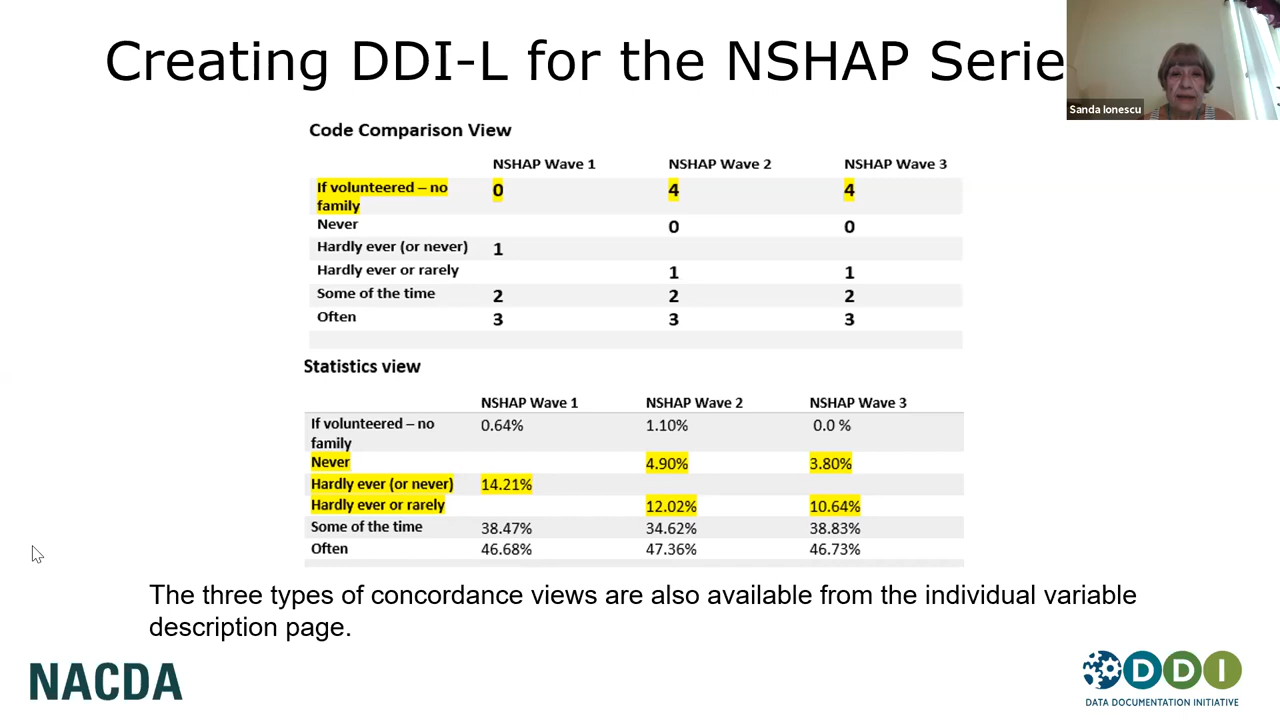 Creating DDI-L for the NSHAP Serie
Sanda Ionescu
Code Comparison View
NSHAP Wave 1 NSHAP Wave 2 NSHAP Wave 3
If volunteered – no 0 4 4
family
Never 0 0
Hardly ever (or never) 1
Hardly ever or rarely 1 1
Some of the time 2 2 2
Often 3 3 3
Statistics view
NSHAP Wave 1 NSHAP Wave 2 NSHAP Wave 3
If volunteered – no 0.64% 1.10% 0.0 %
family
Never 4.90% 3.80%
Hardly ever (or never) 14.21%
Hardly ever or rarely 12.02% 10.64%
Some of the time 38.47% 34.62% 38.83%
Often 46.68% 47.36% 46.73%
The three types of concordance views are also available from the individual variable
description page.
NACDA
DDI
DATA DOCUMENTATION INITIATIVE